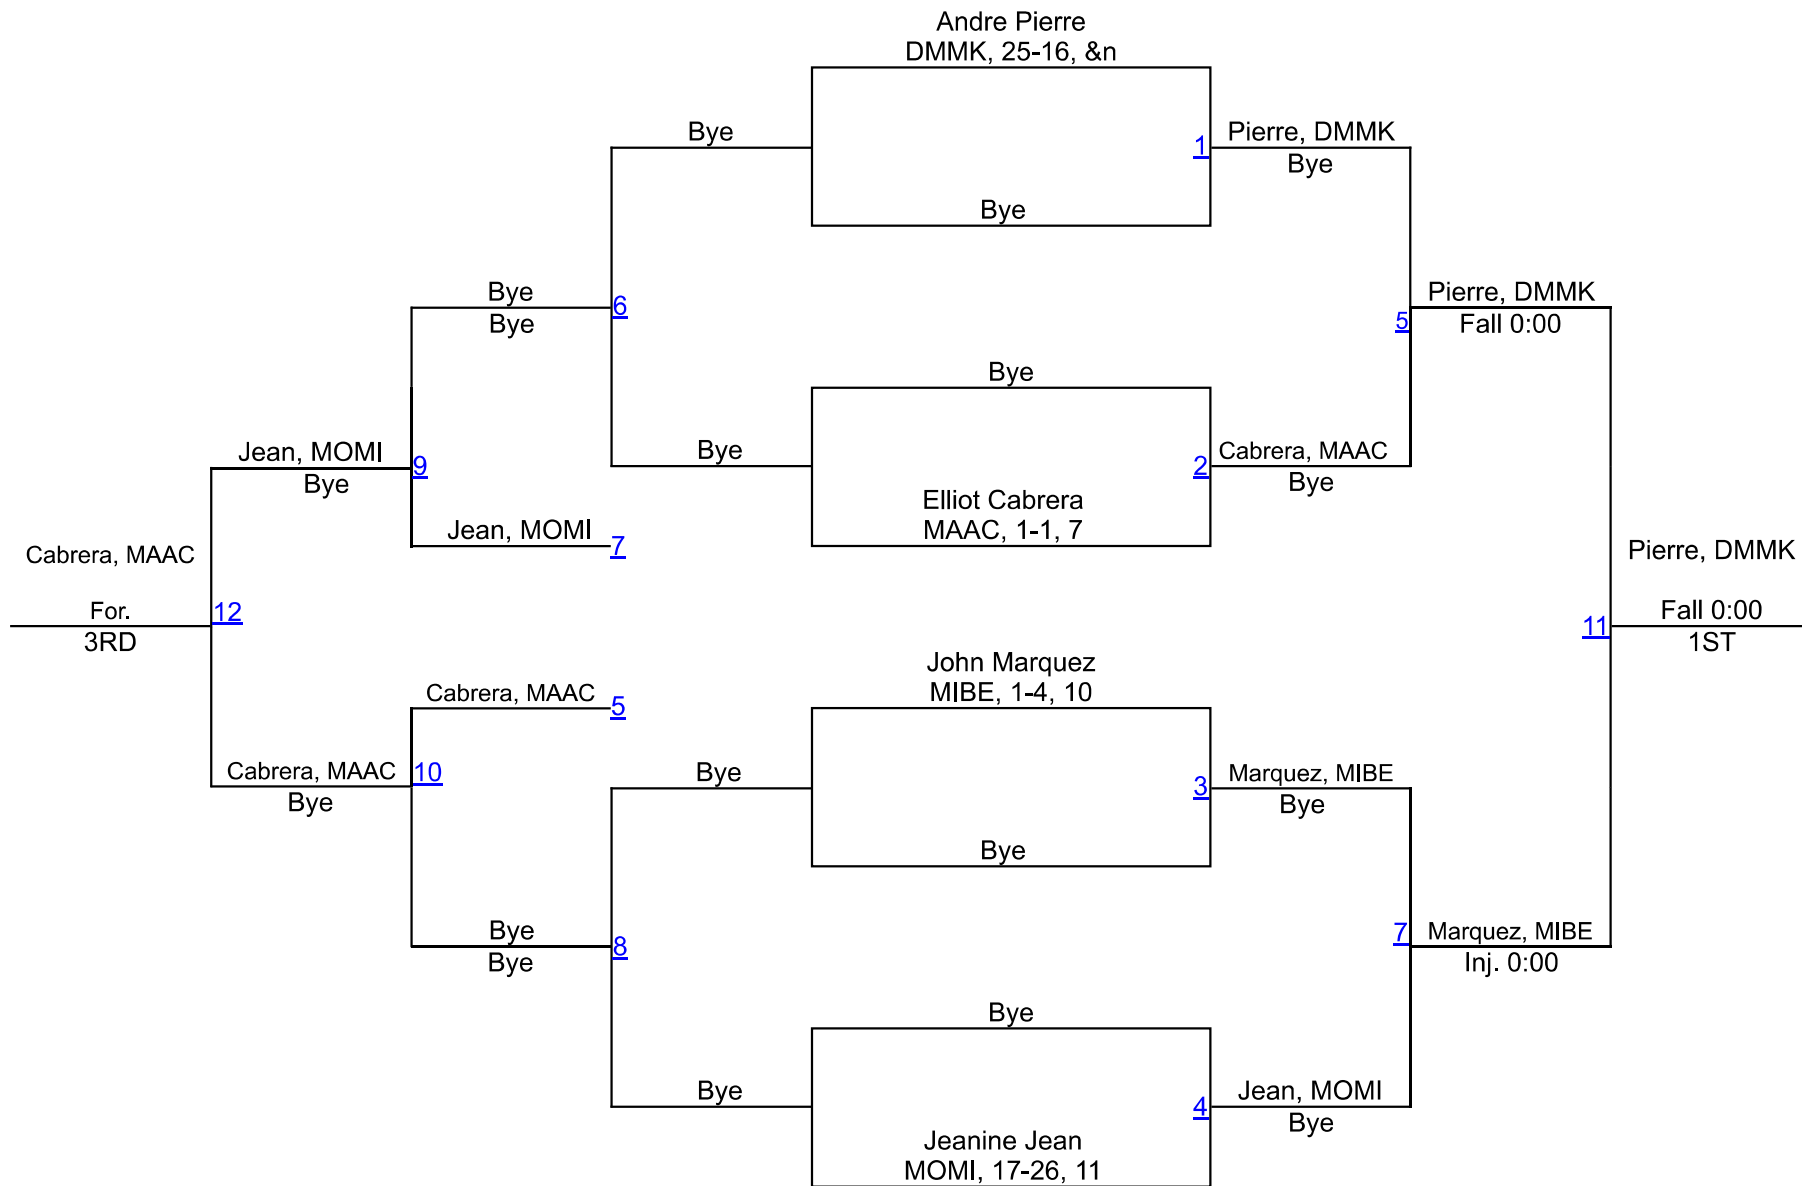 Andre Pierre
DMMK, 25-16, &n
Bye
1
Pierre, DMMK
Bye
Bye
Bye
Bye
6
Pierre, DMMK
Fall 0:00
5
Bye
Jean, MOMI
Bye
9
Bye
2
Cabrera, MAAC
Bye
Elliot Cabrera
MAAC, 1-1, 7
Jean, MOMI
7
Cabrera, MAAC
For.
3RD
12
Pierre, DMMK
Fall 0:00
1ST
11
John Marquez
MIBE, 1-4, 10
Cabrera, MAAC
5
Cabrera, MAAC
Bye
10
Bye
3
Marquez, MIBE
Bye
Bye
Bye
Bye
8
7
Marquez, MIBE
Inj. 0:00
Bye
Bye
4
Jean, MOMI
Bye
Jeanine Jean
MOMI, 17-26, 11